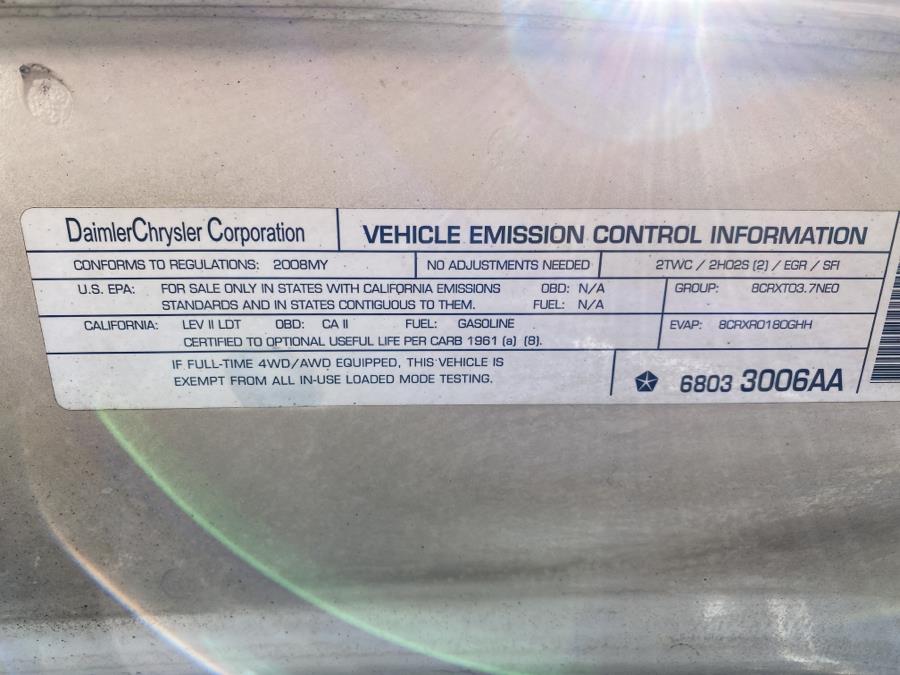 DaimlerChrysler Corporation
VEHICLE EMISSION CONTROL INFORMATION
CONFORMS TO REGULATIONS: 2008MY
NO ADJUSTMENTS NEEDED
2TWC / 2HO2S (2) / EGR / SFI
U.S. EPA: FOR SALE ONLY IN STATES WITH CALIFORNIA EMISSIONS OBD: N/A
STANDARDS AND IN STATES CONTIGUOUS TO THEM. FUEL: N/A
GROUP: 8CRXT03.7NE0
CALIFORNIA: LEV II LDT OBD: CA II FUEL: GASOLINE
CERTIFIED TO OPTIONAL USEFUL LIFE PER CARB 1961 (a) (8).
EVAP: 8CRXR0180GHH
IF FULL-TIME 4WD/AWD EQUIPPED, THIS VEHICLE IS
EXEMPT FROM ALL IN-USE LOADED MODE TESTING.
6803 3006AA